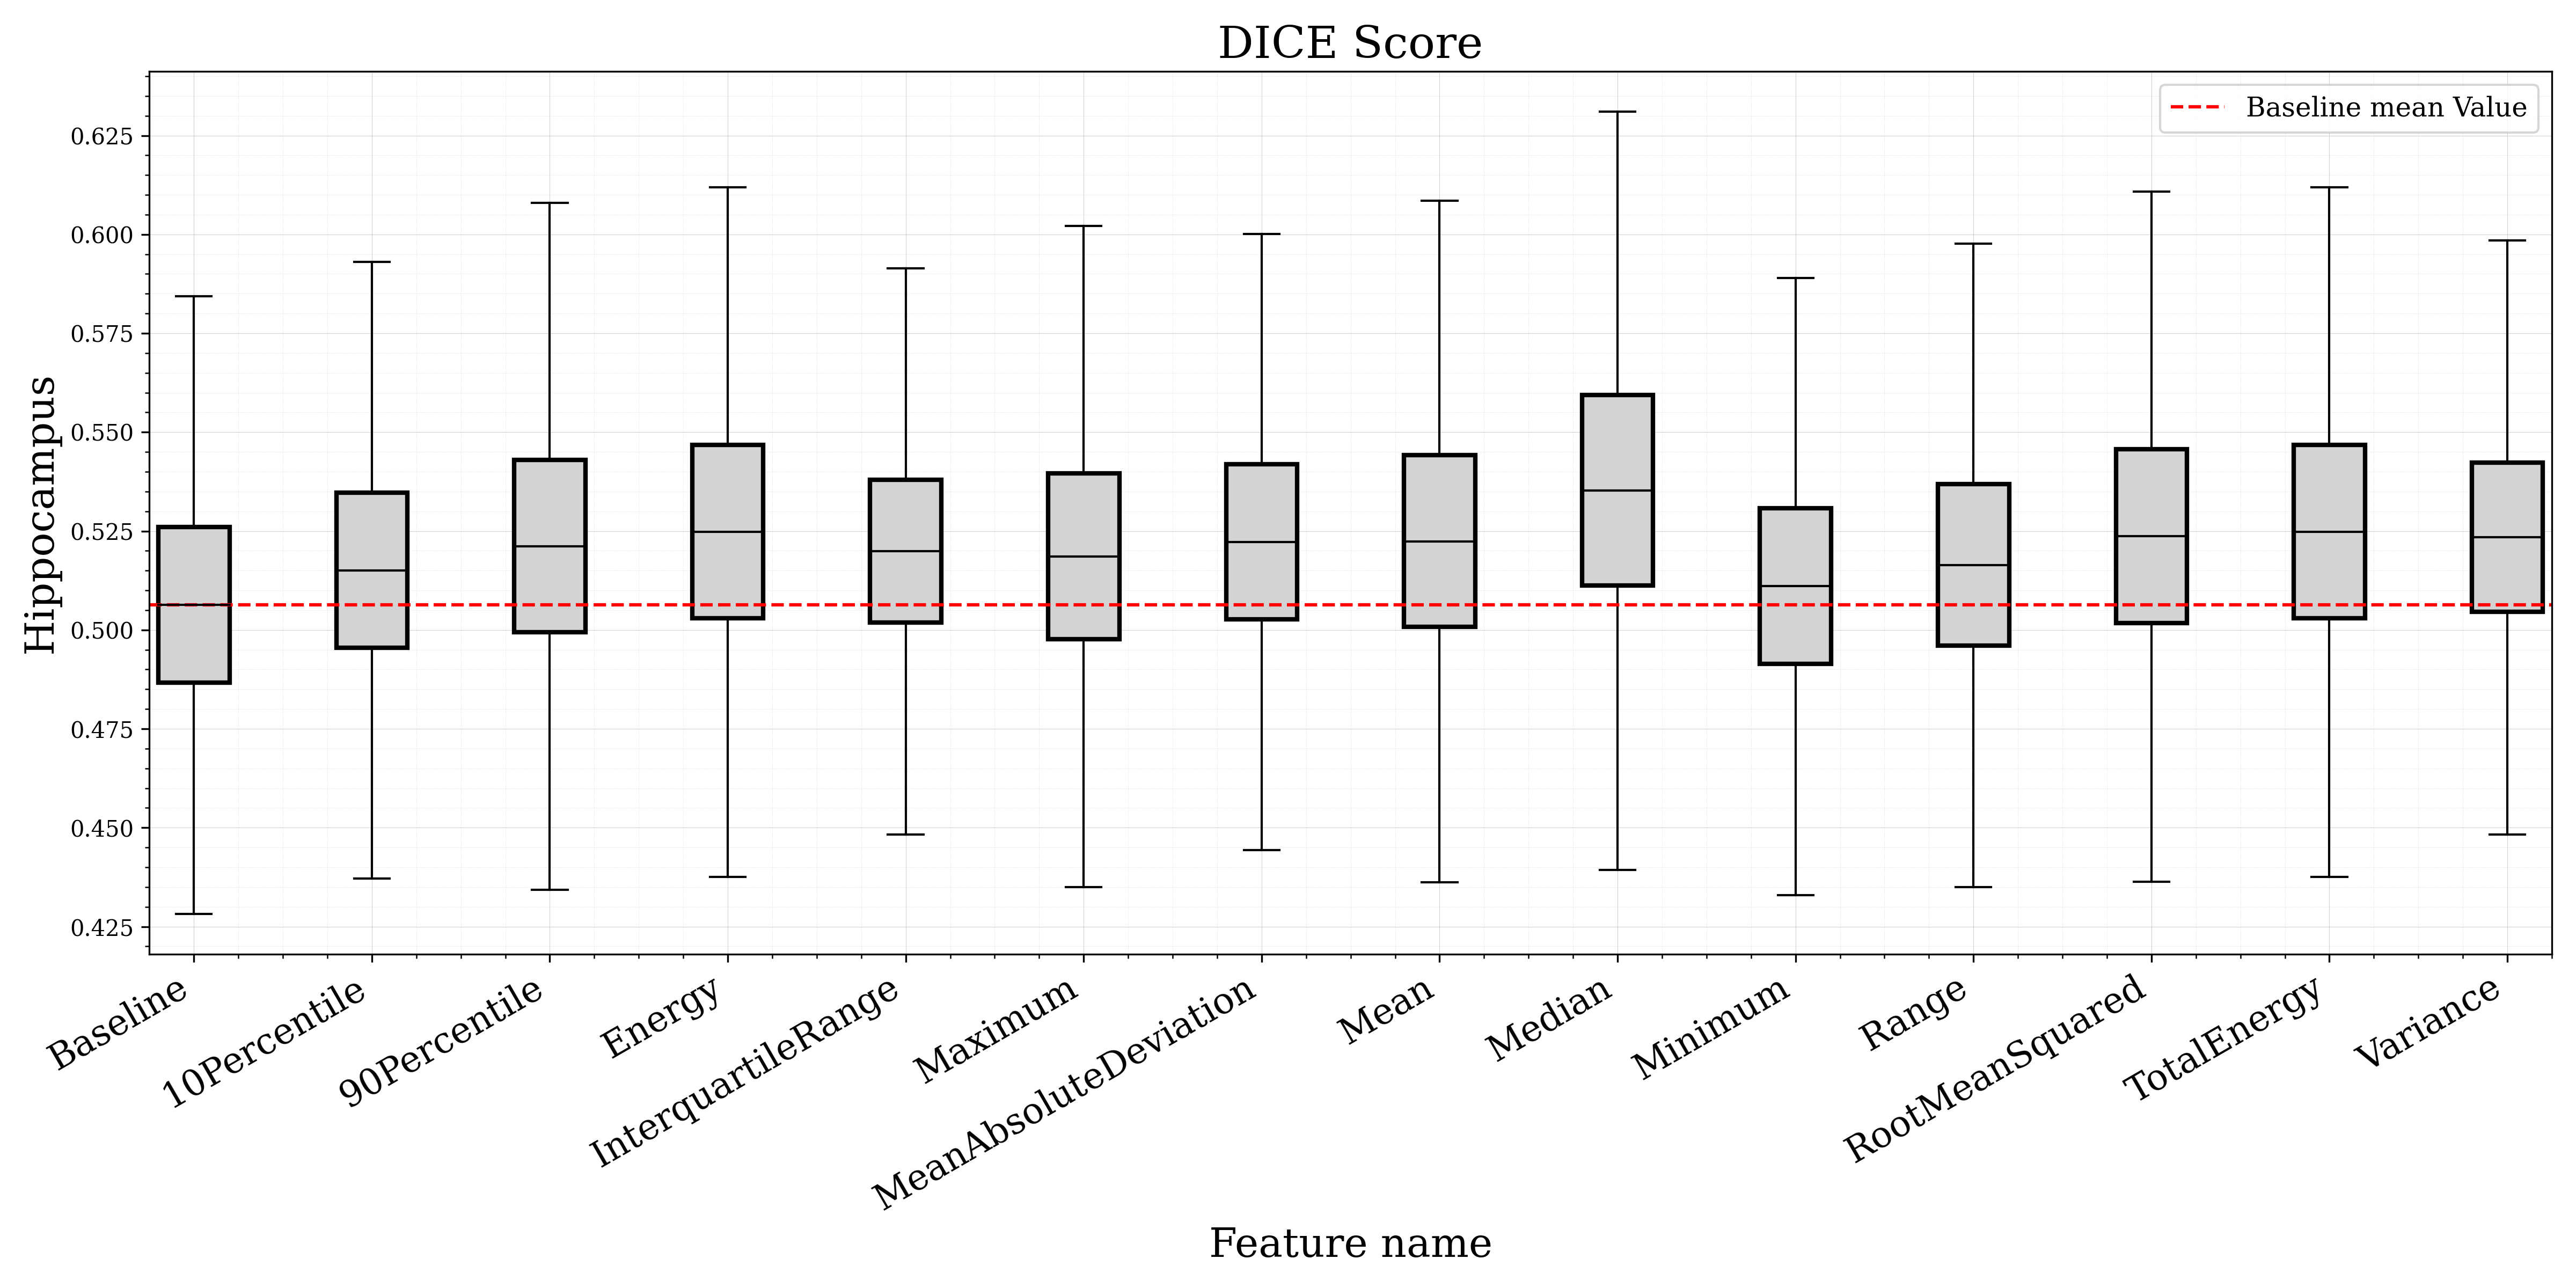 DICE Score
Baseline mean Value
Hippocampus
0.625
0.600
0.575
0.550
0.525
0.500
0.475
0.450
0.425
Baseline
10Percentile
90Percentile
Energy
InterquartileRange
Maximum
MeanAbsoluteDeviation
Mean
Median
Minimum
Range
RootMeanSquared
TotalEnergy
Variance
Feature name